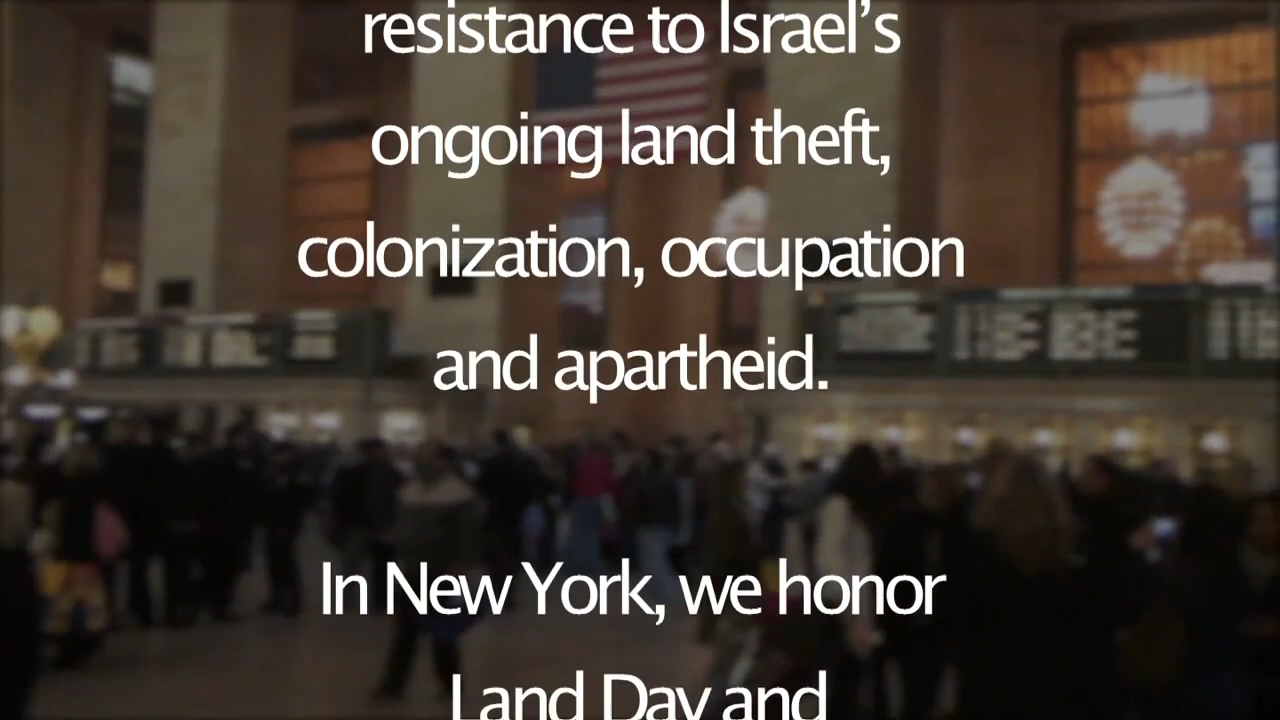 resistance to Israel’s
ongoing land theft,
colonization, occupation
and apartheid.
In New York, we honor
Land Day and